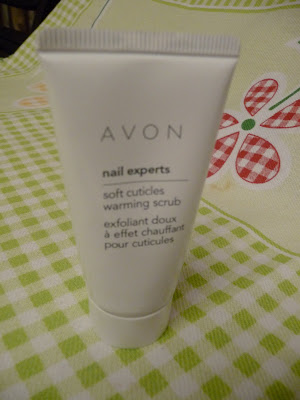 AVON
nail experts
soft cuticles
warming scrub
exfoliant doux
à effet chauffant
pour cuticules